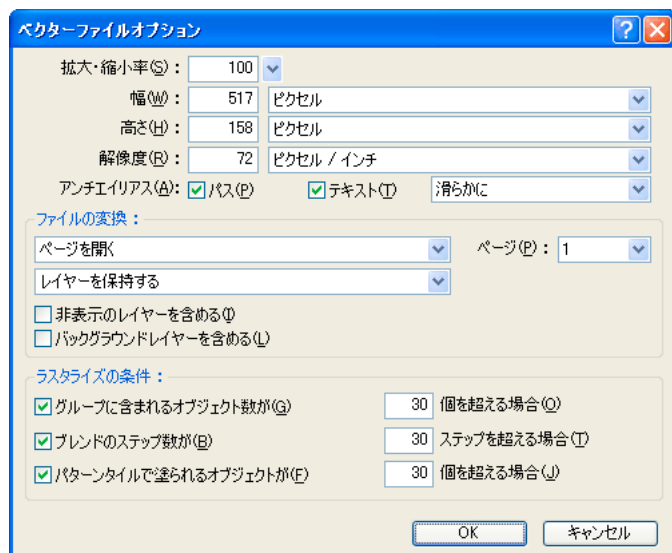 ベクターファイルオプション
拡大・縮小率(S): 100
幅(W): 517 ピクセル
高さ(H): 158 ピクセル
解像度(R): 72 ピクセル / インチ
アンチエイリアス(A): パス(P) テキスト(T) 滑らかに
ファイルの変換:
ページを開く ページ(P): 1
レイヤーを保持する
非表示のレイヤーを含める(I)
バックグラウンドレイヤーを含める(L)
ラスタライズの条件:
グループに含まれるオブジェクト数が(G) 30 個を超える場合(O)
ブレンドのステップ数が(B) 30 ステップを超える場合(T)
パターンタイルで塗られるオブジェクトが(F) 30 個を超える場合(J)
OK キャンセル